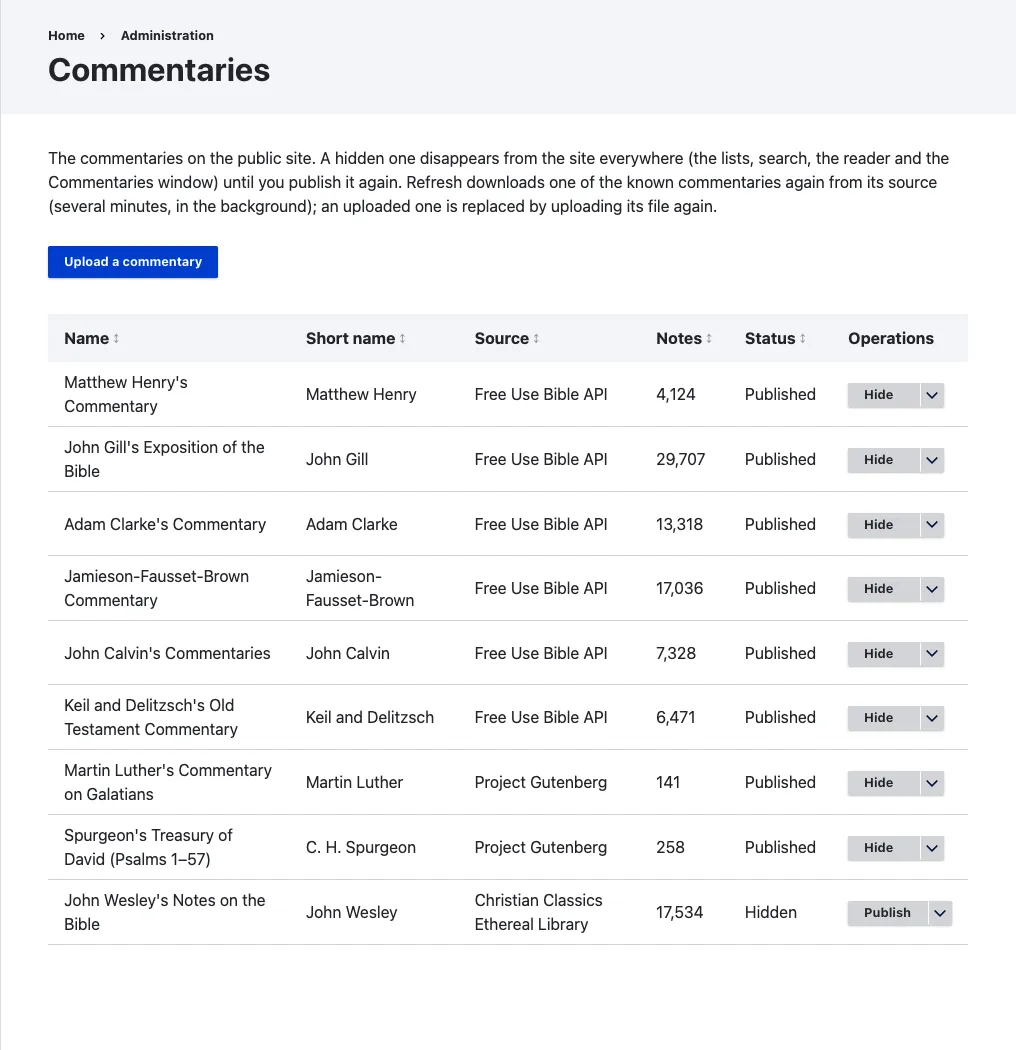 Home › Administration
Commentaries
The commentaries on the public site. A hidden one disappears from the site everywhere (the lists, search, the reader and the
Commentaries window) until you publish it again. Refresh downloads one of the known commentaries again from its source
(several minutes, in the background); an uploaded one is replaced by uploading its file again.
Upload a commentary
Name Short name Source Notes Status Operations
Matthew Henry's
Commentary
Matthew Henry Free Use Bible API 4,124 Published Hide
John Gill's Exposition of the
Bible
John Gill Free Use Bible API 29,707 Published Hide
Adam Clarke's Commentary Adam Clarke Free Use Bible API 13,318 Published Hide
Jamieson-Fausset-Brown
Commentary
Jamieson-
Fausset-Brown
Free Use Bible API 17,036 Published Hide
John Calvin's Commentaries John Calvin Free Use Bible API 7,328 Published Hide
Keil and Delitzsch's Old
Testament Commentary
Keil and Delitzsch Free Use Bible API 6,471 Published Hide
Martin Luther's Commentary
on Galatians
Martin Luther Project Gutenberg 141 Published Hide
Spurgeon's Treasury of
David (Psalms 1–57)
C. H. Spurgeon Project Gutenberg 258 Published Hide
John Wesley's Notes on the
Bible
John Wesley
Christian Classics
Ethereal Library
17,534 Hidden Publish